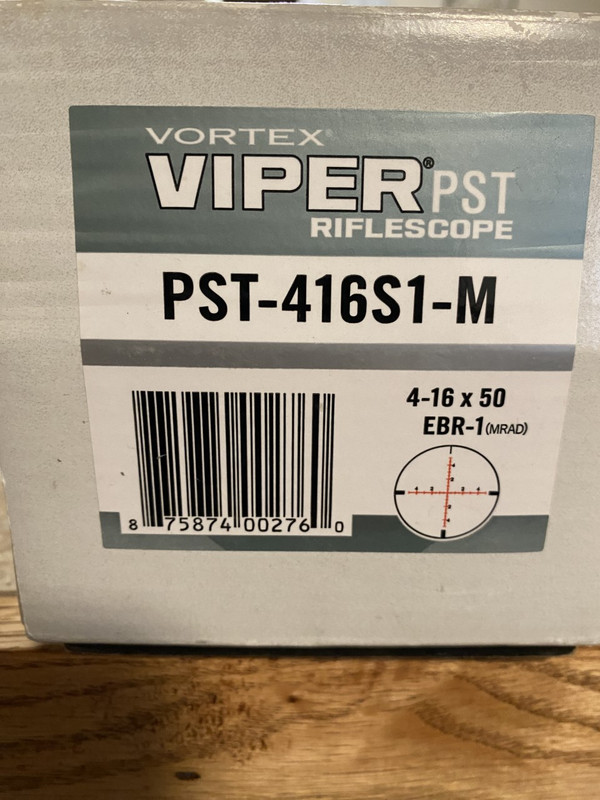 VORTEX
VIPER® PST
RIFLESCOPE
PST-416S1-M
4-16 x 50
EBR-1 (MRAD)
8 75874 00276 0